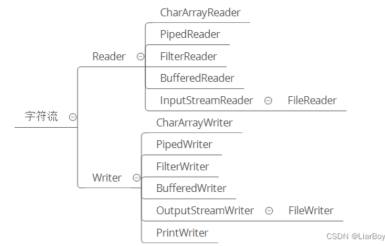 字符流
Reader
CharArrayReader
PipedReader
FilterReader
BufferedReader
InputStreamReader
FileReader
Writer
CharArrayWriter
PipedWriter
FilterWriter
BufferedWriter
OutputStreamWriter
FileWriter
PrintWriter
CSDN @LiarBoy